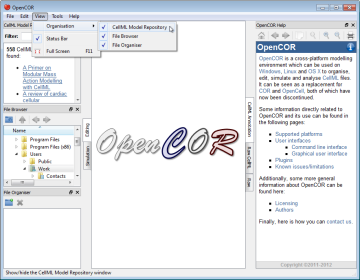 OpenCOR
File Edit View Tools Help
Organisation
Status Bar
Full Screen F11
CellML Model Repository
File Browser
File Organiser
CellML Model Repository
Filter:
558 CellML models were found:
A Primer on
Modular Mass
Action Modelling
with CellML
A review of cardiac
cellular
File Browser
Name
Program Files
Program Files (x86)
Users
Public
Work
Contacts
File Organiser
Editing
Simulation
OpenCOR
CellML Annotation
Raw CellML
Raw
OpenCOR Help
OpenCOR
OpenCOR is a cross-platform modelling
environment which can be used on
Windows, Linux and OS X to organise,
edit, simulate and analyse CellML files.
It can be seen as a replacement for
COR and OpenCell, both of which have
now been discontinued.
Some information directly related to
OpenCOR and its use can be found in
the following pages:
Supported platforms
User interfaces
Command line interface
Graphical user interface
Plugins
Known issues/limitations
Additionally, some more general
information about OpenCOR can be
found here:
Licensing
Authors
Finally, here is how you can contact us.
Copyright ©2011-2012
Show/hide the CellML Model Repository window